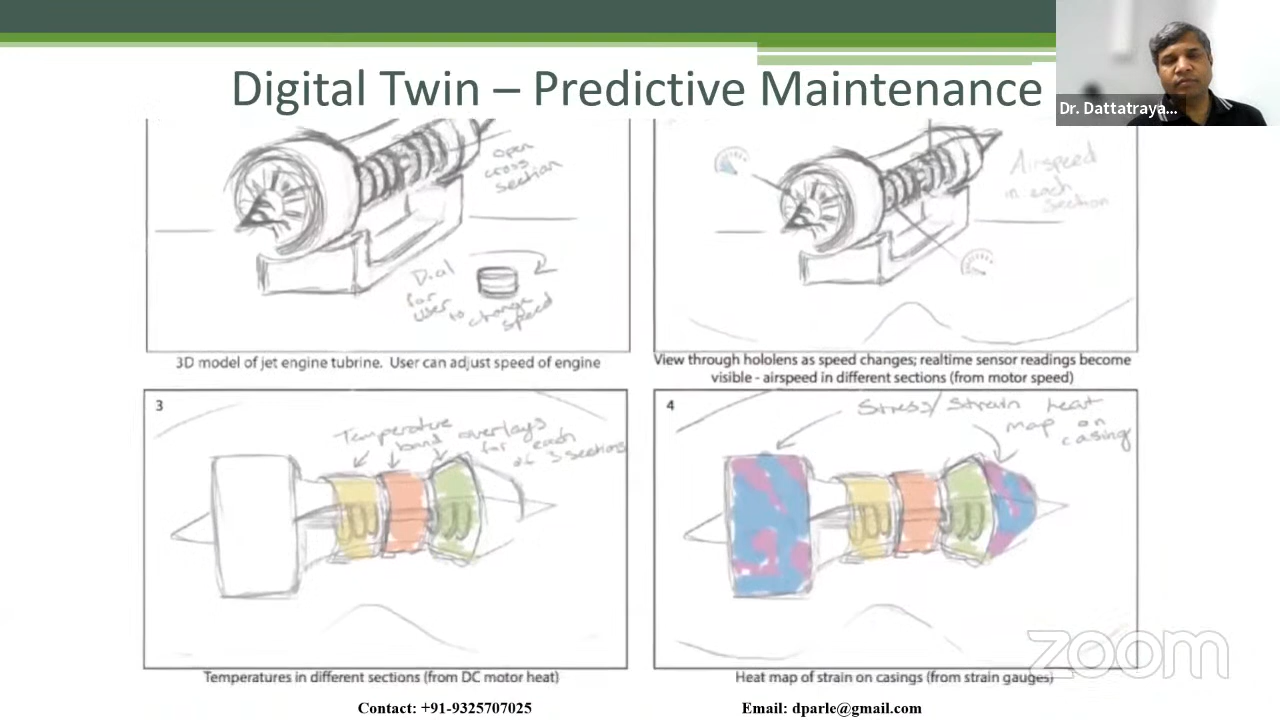 Digital Twin – Predictive Maintenance
Dr. Dattatraya...
open
cross
section
Dial
for
user
to change
speed
Airspeed
in each
section
3D model of jet engine tubrine. User can adjust speed of engine
View through hololens as speed changes; realtime sensor readings become
visible - airspeed in different sections (from motor speed)
3
Temperature
band overlays
for each
of 3 sections
4
Stress/Strain heat
map on
casing
Temperatures in different sections (from DC motor heat)
Heat map of strain on casings (from strain gauges)
zoom
Contact: +91-9325707025
Email: dparle@gmail.com